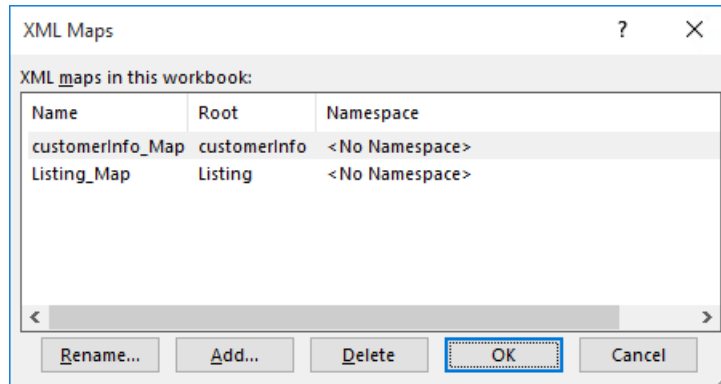 XML Maps ?
XML maps in this workbook:
Name Root Namespace
customerInfo_Map customerInfo <No Namespace>
Listing_Map Listing <No Namespace>
Rename... Add... Delete OK Cancel